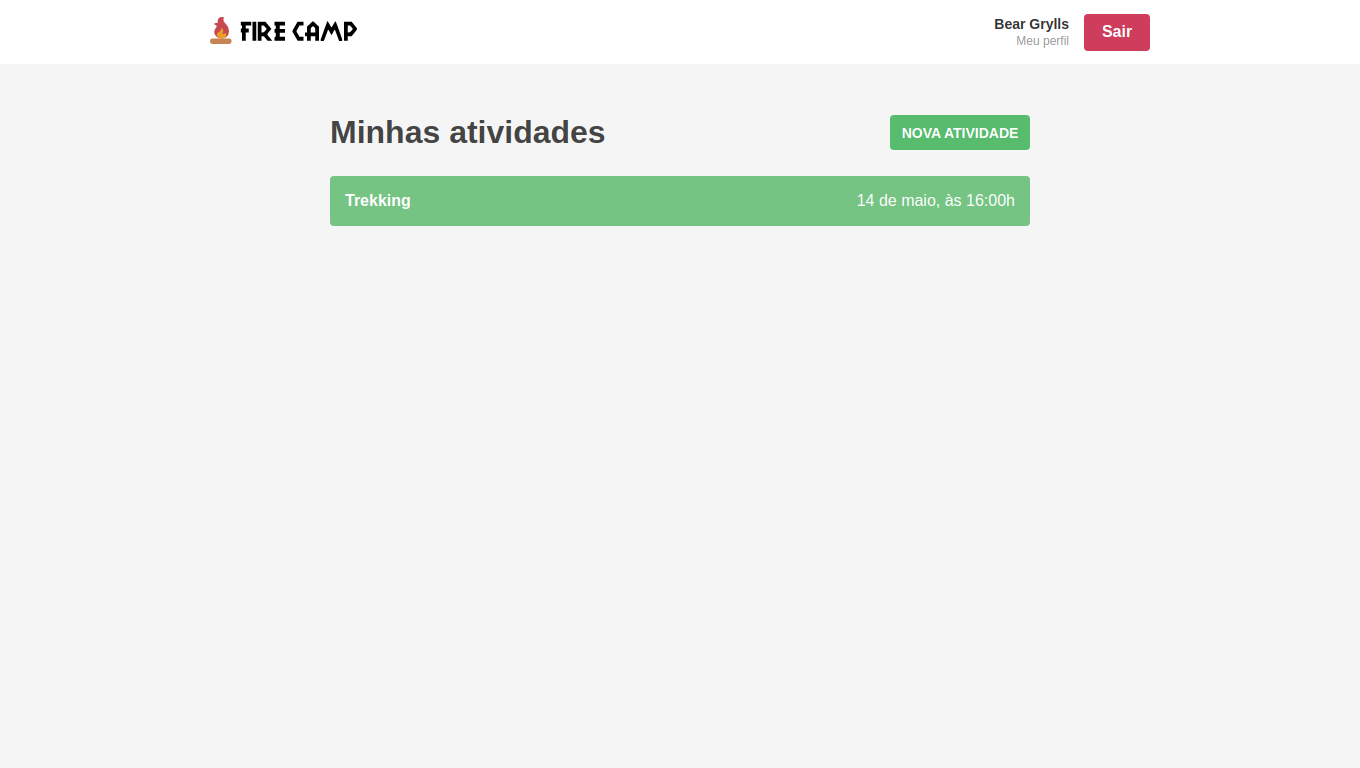 FIRE CAMP
Bear Grylls
Meu perfil
Sair
Minhas atividades
NOVA ATIVIDADE
Trekking
14 de maio, às 16:00h